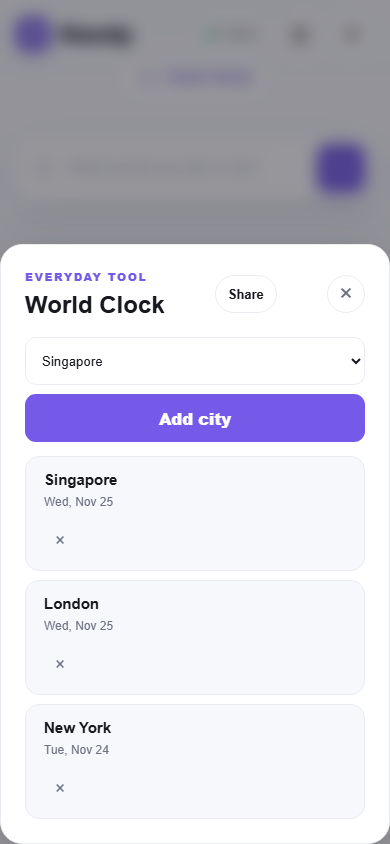 EVERYDAY TOOL
World Clock
Share
×
Singapore
Add city
Singapore
Wed, Nov 25
×
London
Wed, Nov 25
×
New York
Tue, Nov 24
×